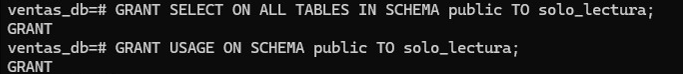 ventas_db=# GRANT SELECT ON ALL TABLES IN SCHEMA public TO solo_lectura;
GRANT
ventas_db=# GRANT USAGE ON SCHEMA public TO solo_lectura;
GRANT